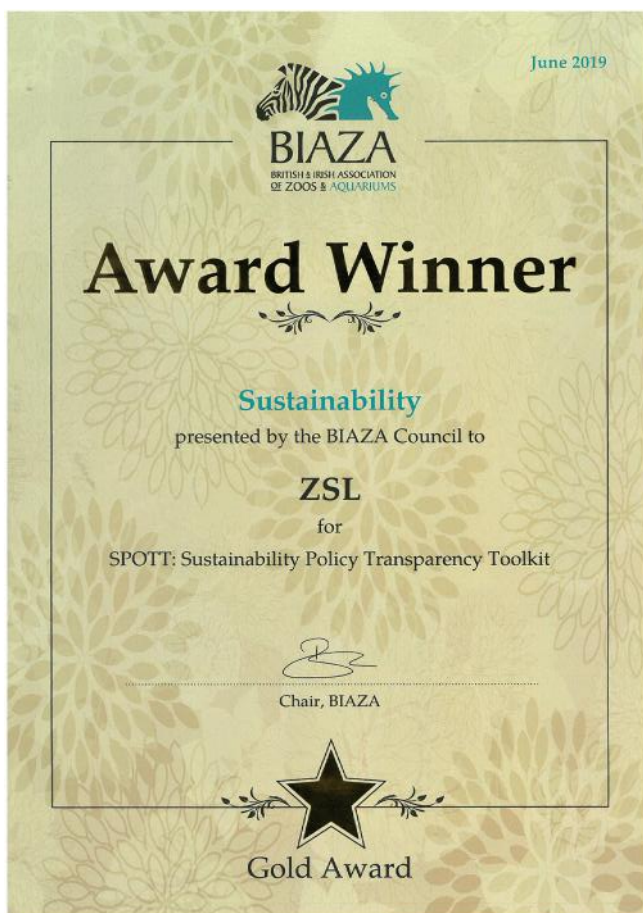 June 2019
BIAZA
BRITISH & IRISH ASSOCIATION
OF ZOOS & AQUARIUMS
Award Winner
Sustainability
presented by the BIAZA Council to
ZSL
for
SPOTT: Sustainability Policy Transparency Toolkit
Chair, BIAZA
Gold Award